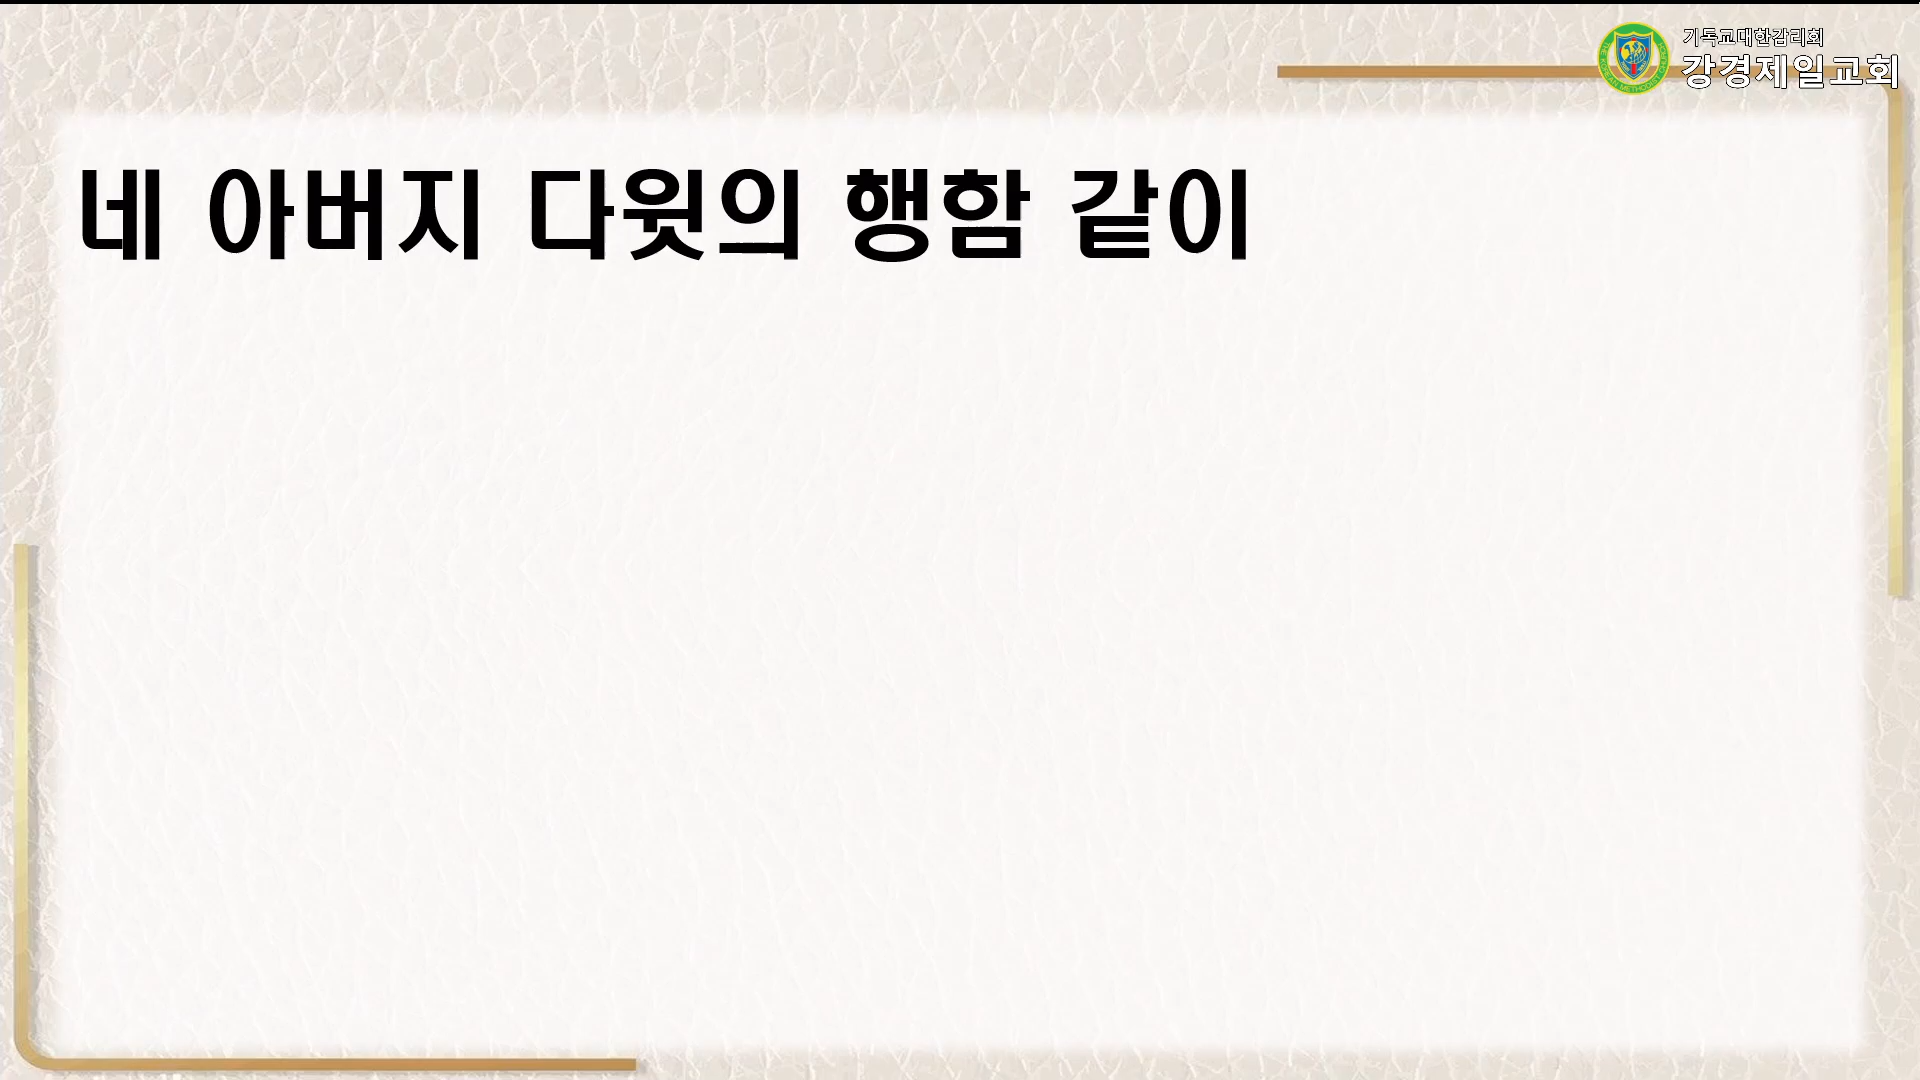 기독교대한감리회
강경제일교회
네 아버지 다윗의 행함 같이